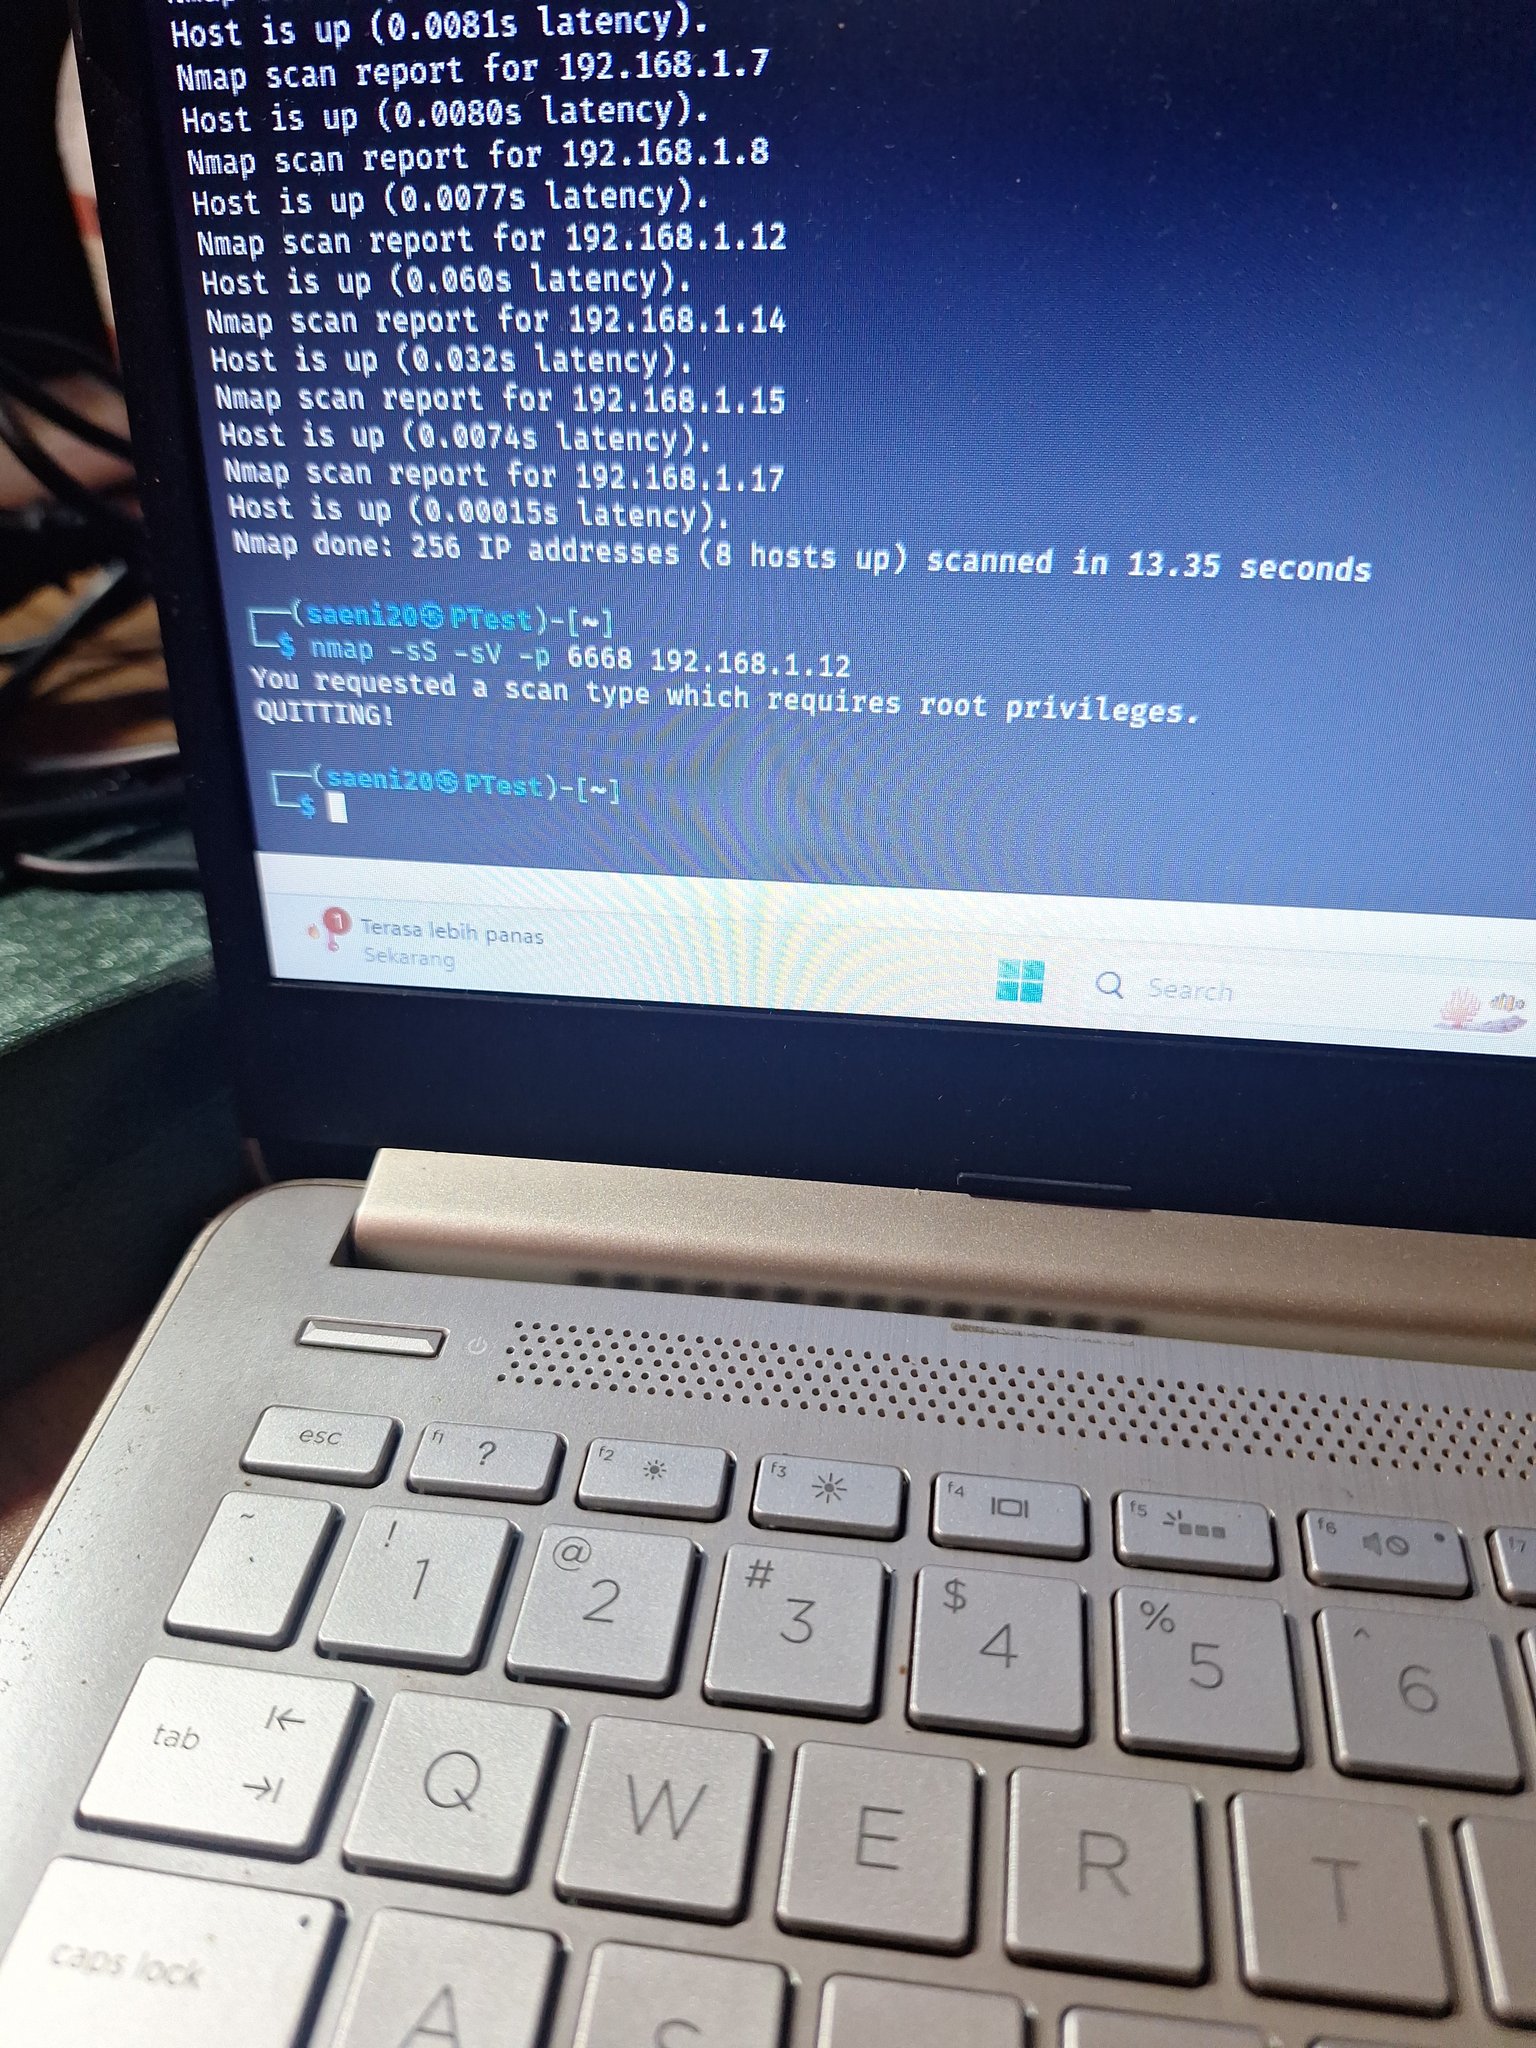 Host is up (0.0081s latency).
Nmap scan report for 192.168.1.7
Host is up (0.0080s latency).
Nmap scan report for 192.168.1.8
Host is up (0.0077s latency).
Nmap scan report for 192.168.1.12
Host is up (0.060s latency).
Nmap scan report for 192.168.1.14
Host is up (0.032s latency).
Nmap scan report for 192.168.1.15
Host is up (0.0074s latency).
Nmap scan report for 192.168.1.17
Host is up (0.00015s latency).
Nmap done: 256 IP addresses (8 hosts up) scanned in 13.35 seconds
┌──(saeni20㉿PTest)-[~]
└─$ nmap -sS -sV -p 6668 192.168.1.12
You requested a scan type which requires root privileges.
QUITTING!
┌──(saeni20㉿PTest)-[~]
└─$
1 Terasa lebih panas
Sekarang
Search
esc f1 ? f2 f3 f4 f5 f6 f7
~ ` ! 1 @ 2 # 3 $ 4 % 5 ^ 6
tab Q W E R T
caps lock A S